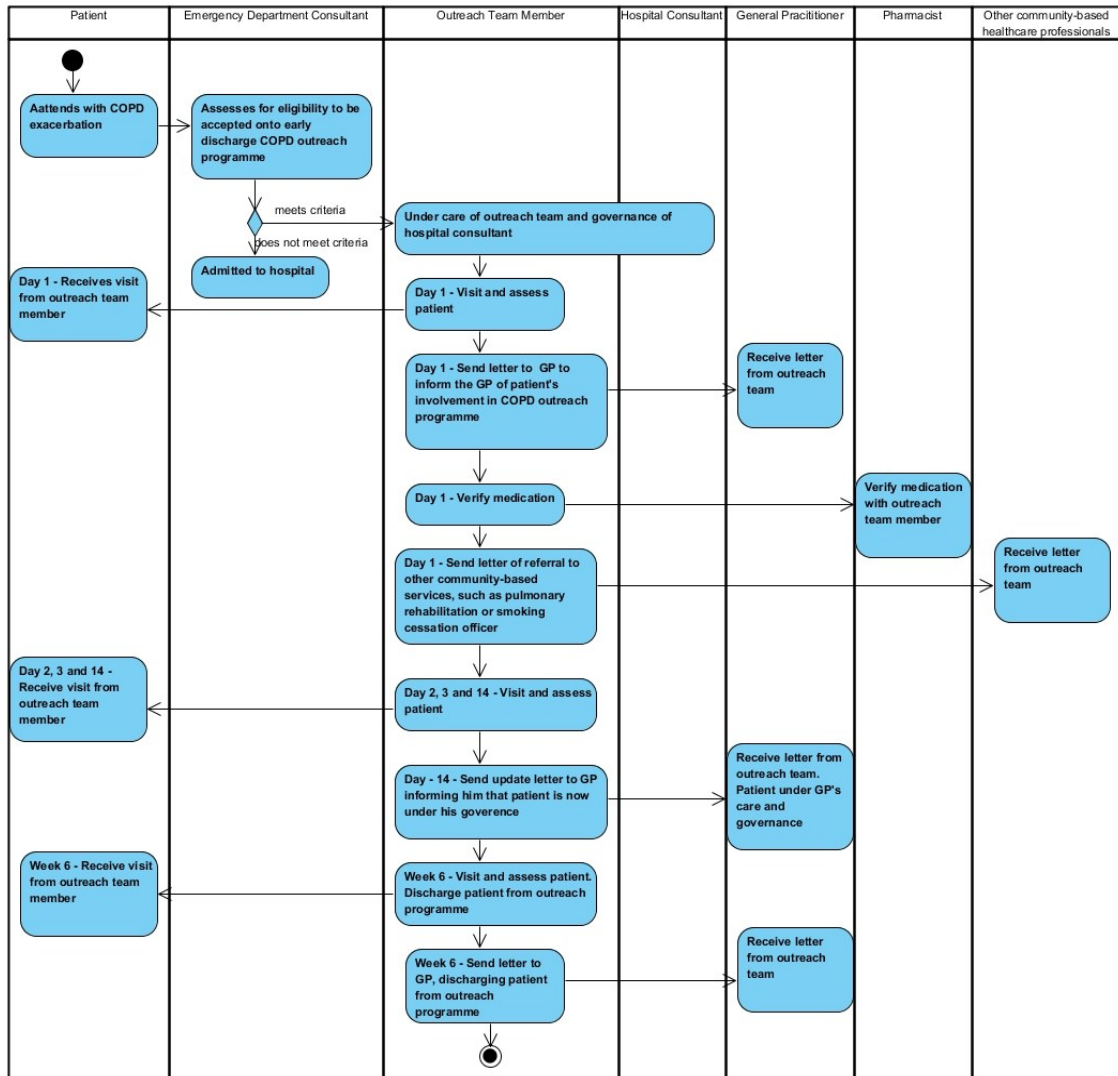 Patient
Emergency Department Consultant
Outreach Team Member
Hospital Consultant
General Practitioner
Pharmacist
Other community-based
healthcare professionals
Aattends with COPD
exacerbation
Assesses for eligibility to be
accepted onto early
discharge COPD outreach
programme
meets criteria
does not meet criteria
Under care of outreach team and governance of
hospital consultant
Admitted to hospital
Day 1 - Receives visit
from outreach team
member
Day 1 - Visit and assess
patient
Day 1 - Send letter to  GP to
inform the GP of patient's
involvement in COPD outreach
programme
Receive letter
from outreach
team
Day 1 - Verify medication
Verify medication
with outreach
team member
Day 1 - Send letter of referral to
other community-based
services, such as pulmonary
rehabilitation or smoking
cessation officer
Receive letter
from outreach
team
Day 2, 3 and 14 -
Receive visit from
outreach team
member
Day 2, 3 and 14 - Visit and assess
patient
Day - 14 - Send update letter to GP
informing him that patient is now
under his goverence
Receive letter from
outreach team.
Patient under GP's
care and
governance
Week 6 - Receive visit
from outreach team
member
Week 6 - Visit and assess patient.
Discharge patient from outreach
programme
Week 6 - Send letter to
GP, discharging patient
from outreach
programme
Receive letter
from outreach
team